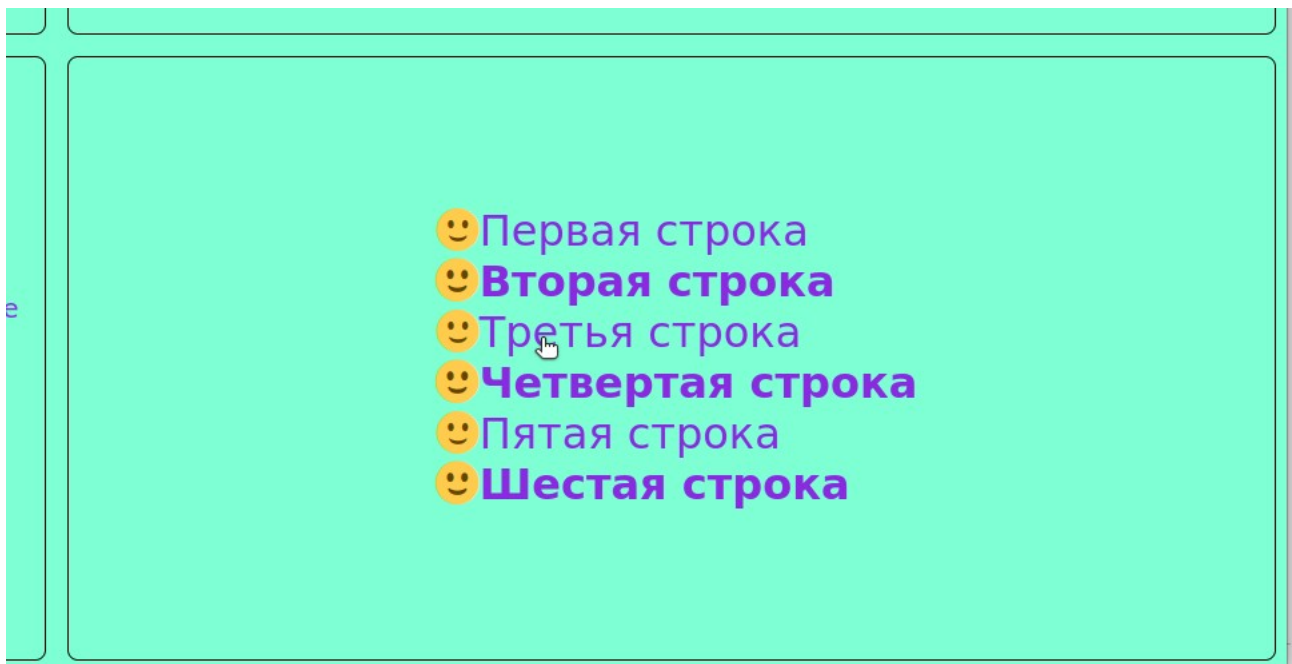 Первая строка
Вторая строка
е
Третья строка
Четвертая строка
Пятая строка
Шестая строка